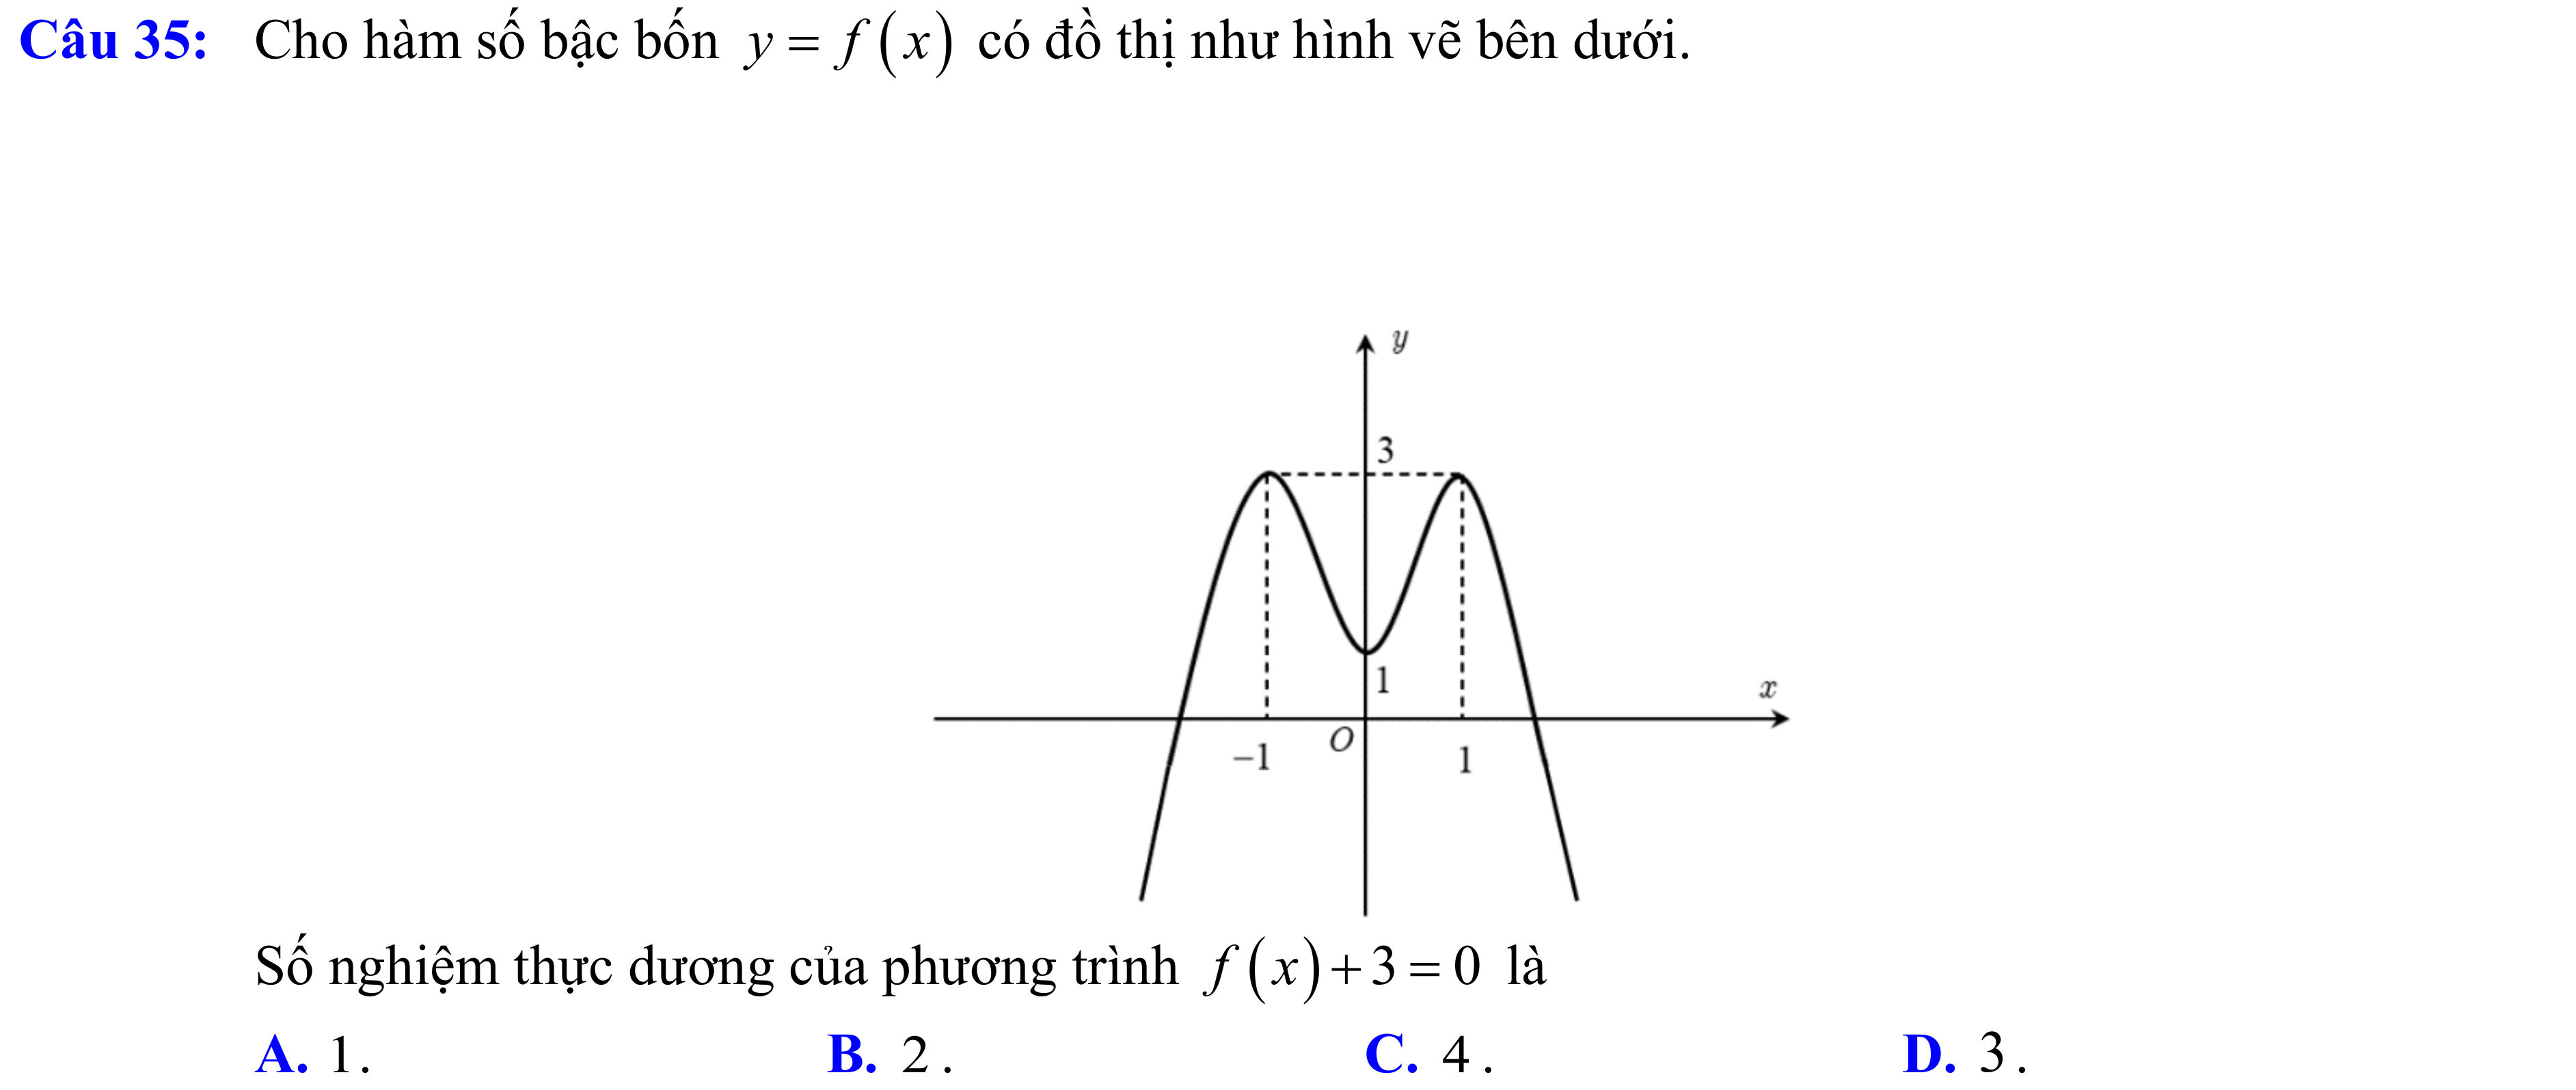 Câu 35: Cho hàm số bậc bốn y = f(x) có đồ thị như hình vẽ bên dưới.
y
3
1
x
O
−1
1
Số nghiệm thực dương của phương trình f(x)+3=0 là
A. 1. B. 2. C. 4. D. 3.